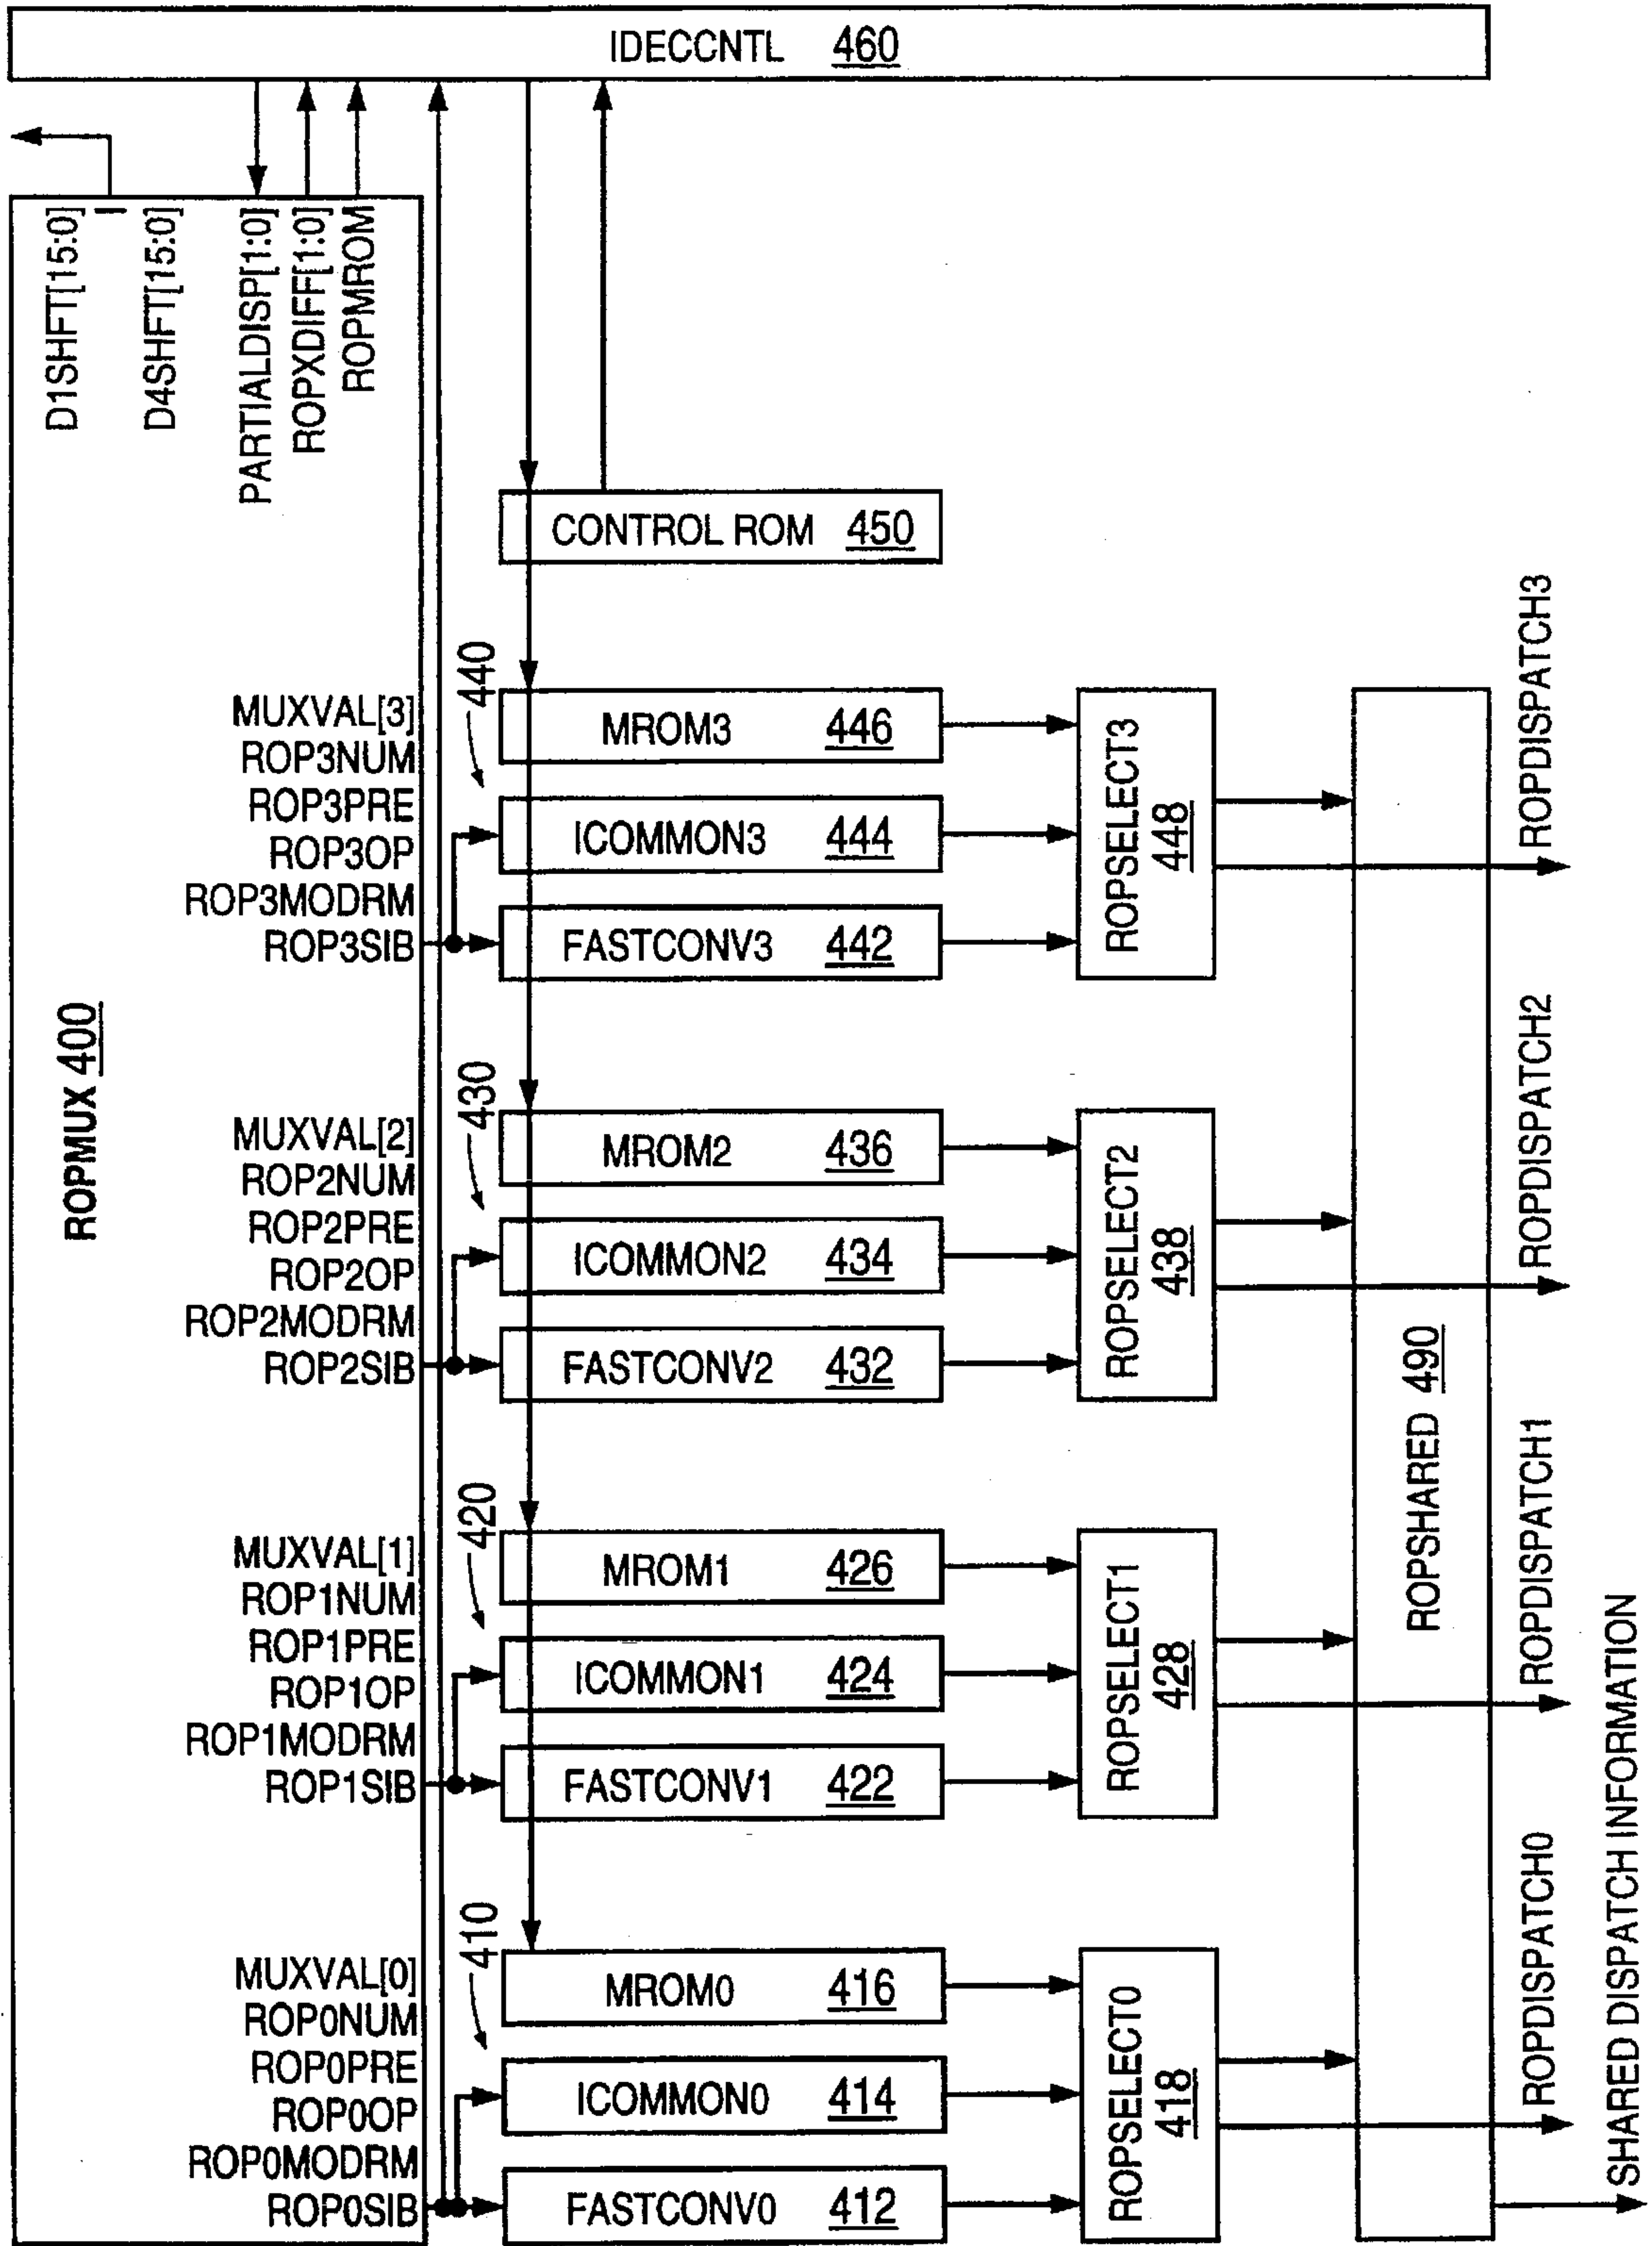 IDECCNTL 460
D1SHFT[15:0]
D4SHFT[15:0]
PARTIALDISP[1:0]
ROPXDIFF[1:0]
ROPMROM
ROPMUX 400
CONTROL ROM 450
MUXVAL[3]
ROP3NUM
ROP3PRE
ROP3OP
ROP3MODRM
ROP3SIB
440
MROM3 446
ICOMMON3 444
FASTCONV3 442
ROPSELECT3
448
ROPDISPATCH3
MUXVAL[2]
ROP2NUM
ROP2PRE
ROP2OP
ROP2MODRM
ROP2SIB
430
MROM2 436
ICOMMON2 434
FASTCONV2 432
ROPSELECT2
438
ROPDISPATCH2
MUXVAL[1]
ROP1NUM
ROP1PRE
ROP1OP
ROP1MODRM
ROP1SIB
420
MROM1 426
ICOMMON1 424
FASTCONV1 422
ROPSELECT1
428
ROPSHARED 490
ROPDISPATCH1
MUXVAL[0]
ROP0NUM
ROP0PRE
ROP0OP
ROP0MODRM
ROP0SIB
410
MROM0 416
ICOMMON0 414
FASTCONV0 412
ROPSELECT0
418
ROPDISPATCH0
SHARED DISPATCH INFORMATION